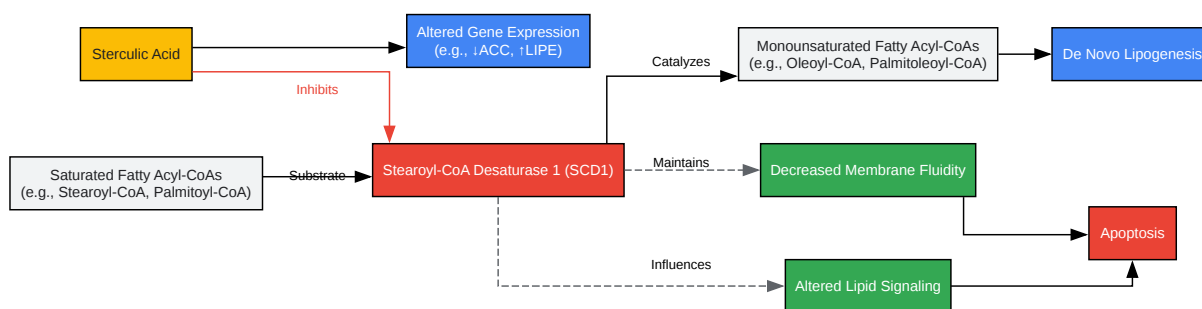 Sterculic Acid
Altered Gene Expression
(e.g., ↓ACC, ↑LIPE)
Inhibits
Catalyzes
Monounsaturated Fatty Acyl-CoAs
(e.g., Oleoyl-CoA, Palmitoleoyl-CoA)
De Novo Lipogenesis
Saturated Fatty Acyl-CoAs
(e.g., Stearoyl-CoA, Palmitoyl-CoA)
Substrate
Stearoyl-CoA Desaturase 1 (SCD1)
Maintains
Decreased Membrane Fluidity
Apoptosis
Influences
Altered Lipid Signaling